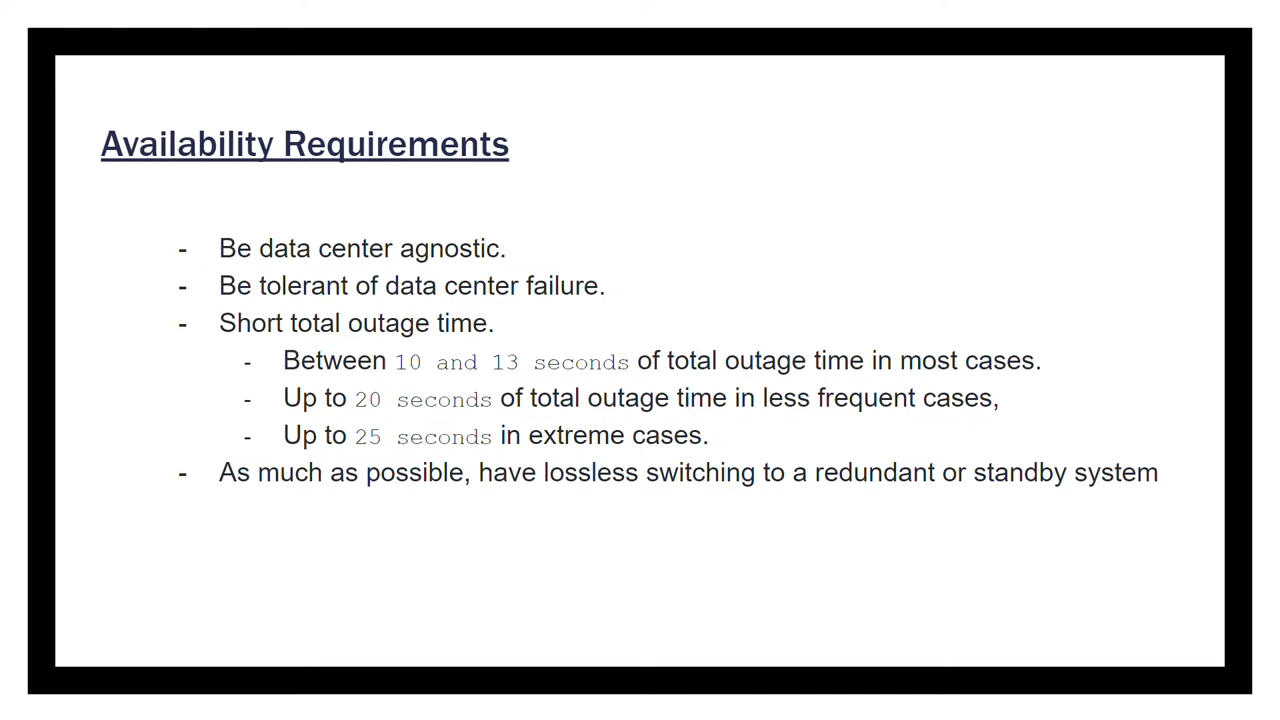 Availability Requirements
- Be data center agnostic.
- Be tolerant of data center failure.
- Short total outage time.
- Between 10 and 13 seconds of total outage time in most cases.
- Up to 20 seconds of total outage time in less frequent cases,
- Up to 25 seconds in extreme cases.
- As much as possible, have lossless switching to a redundant or standby system